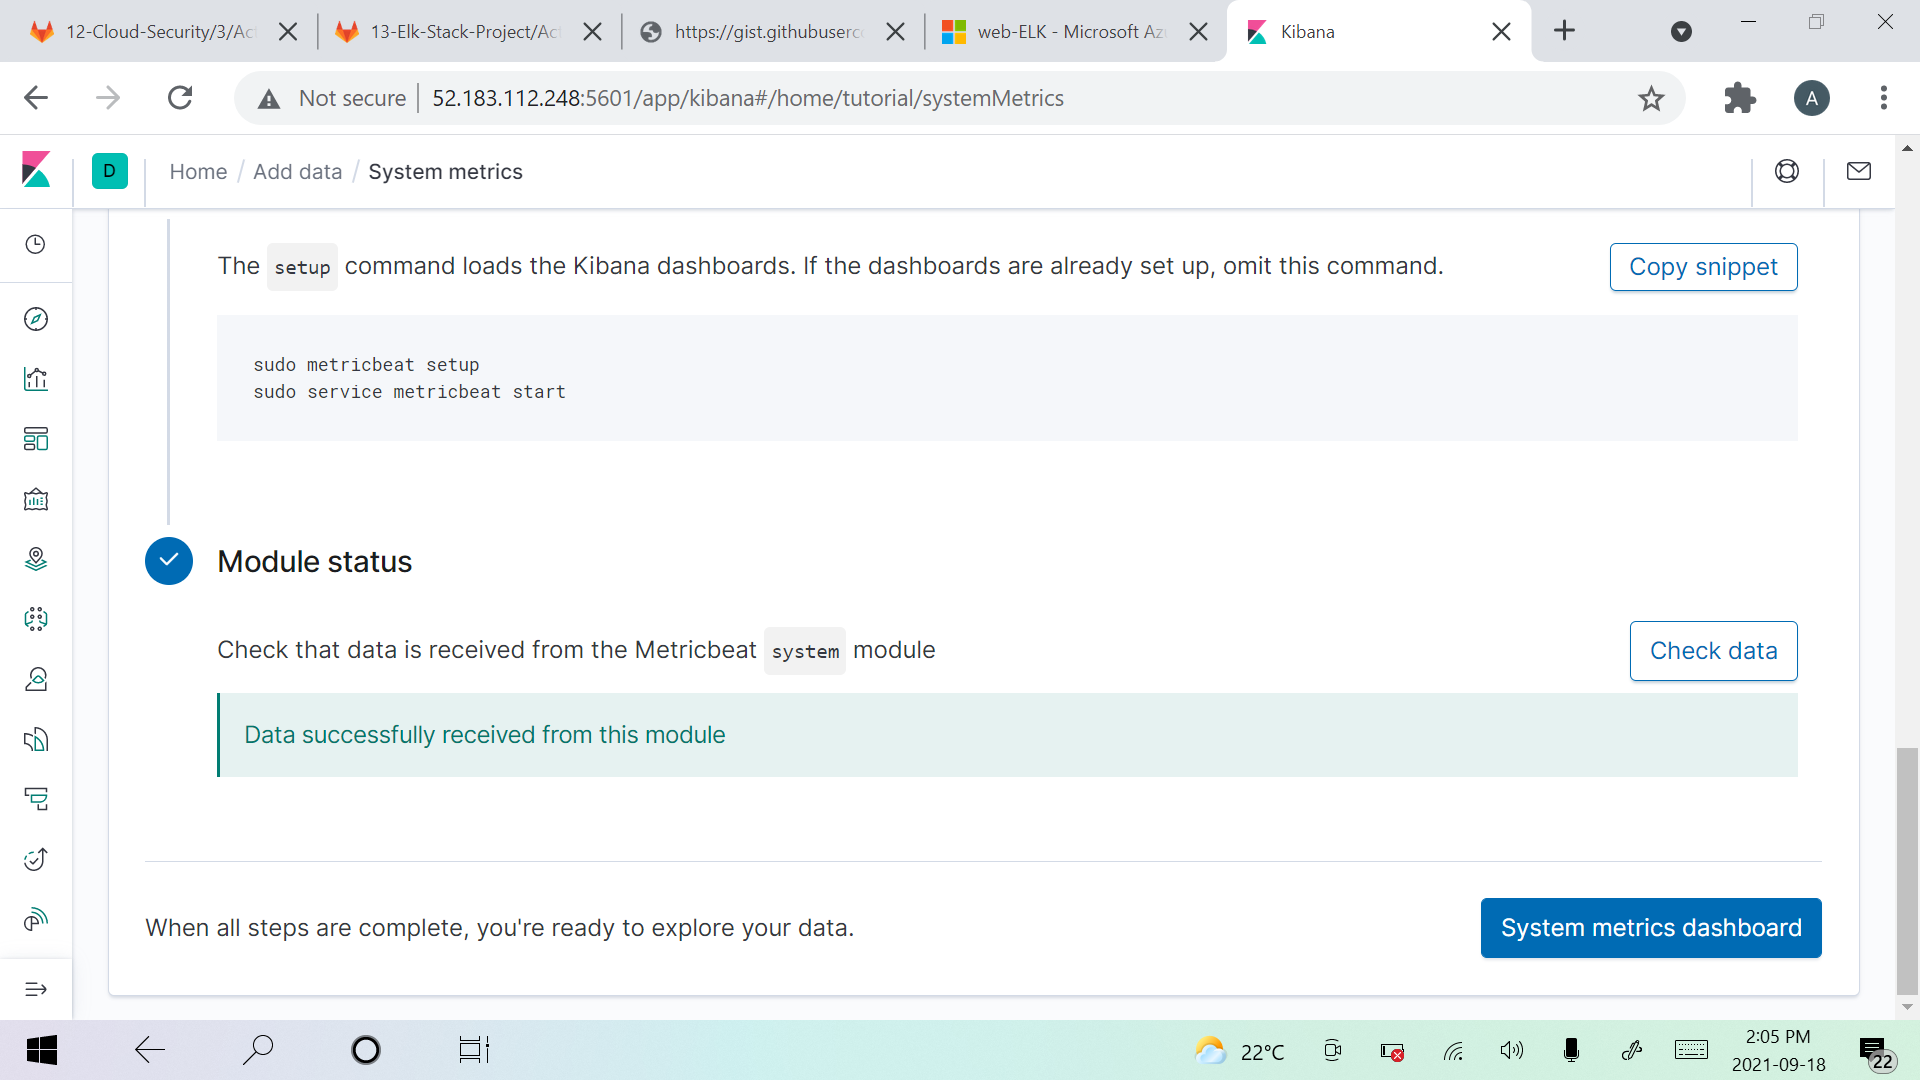 12-Cloud-Security/3/Act
13-Elk-Stack-Project/Act
https://gist.githubuserco
web-ELK - Microsoft Azu
Kibana
Not secure
52.183.112.248:5601/app/kibana#/home/tutorial/systemMetrics
A
D
Home / Add data / System metrics
The setup command loads the Kibana dashboards. If the dashboards are already set up, omit this command.
Copy snippet
sudo metricbeat setup
sudo service metricbeat start
Module status
Check that data is received from the Metricbeat system module
Check data
Data successfully received from this module
When all steps are complete, you're ready to explore your data.
System metrics dashboard
22°C
2:05 PM
2021-09-18
22